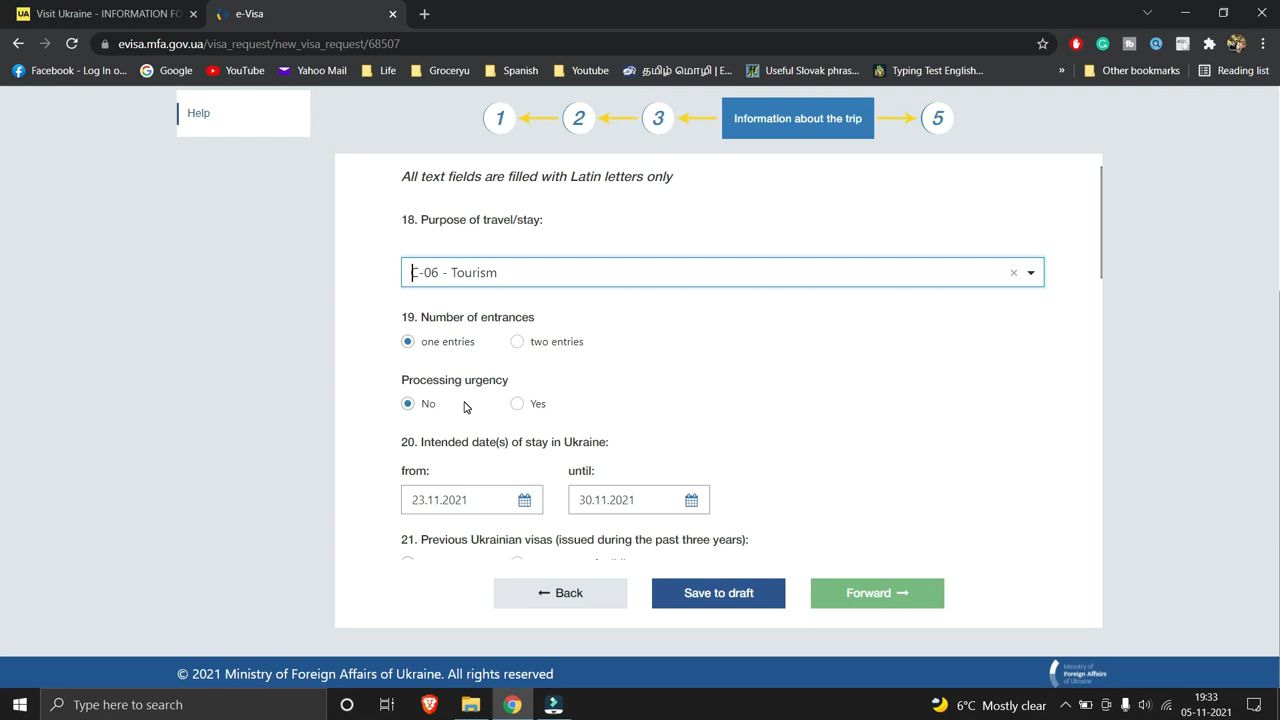 Visit Ukraine - INFORMATION FO
e-Visa
evisa.mfa.gov.ua/visa_request/new_visa_request/68507
Facebook - Log In o...
Google
YouTube
Yahoo Mail
Life
Groceryu
Spanish
Youtube
தமிழ் மொழி | E...
Useful Slovak phras...
Typing Test English...
»
Other bookmarks
Reading list
Help
1
2
3
Information about the trip
5
All text fields are filled with Latin letters only
18. Purpose of travel/stay:
C-06 - Tourism
19. Number of entrances
one entries
two entries
Processing urgency
No
Yes
20. Intended date(s) of stay in Ukraine:
from:
until:
23.11.2021
30.11.2021
21. Previous Ukrainian visas (issued during the past three years):
← Back
Save to draft
Forward →
© 2021 Ministry of Foreign Affairs of Ukraine. All rights reserved
Ministry of
Foreign Affairs
of Ukraine
Type here to search
6°C Mostly clear
19:33
05-11-2021